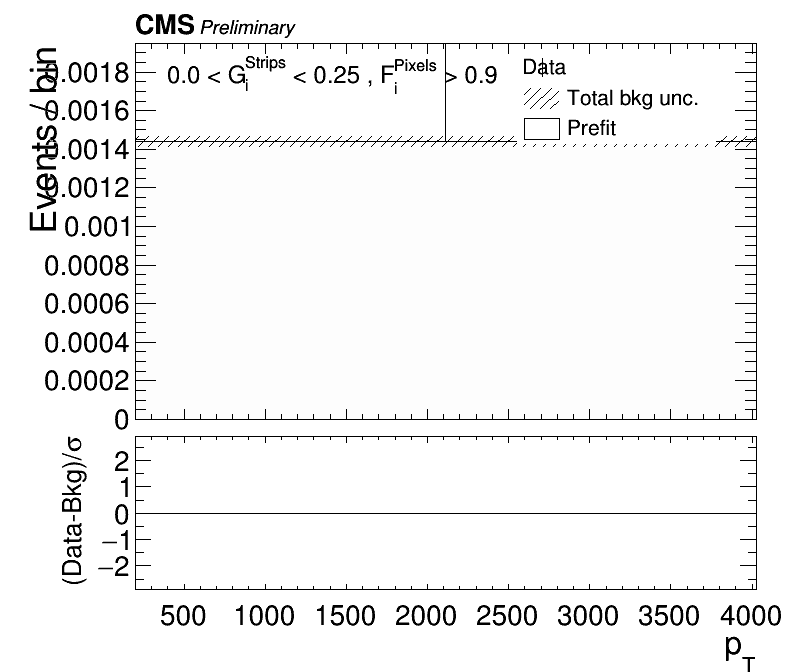 CMS Preliminary
Events / bin
0.0018
0.0016
0.0014
0.0012
0.001
0.0008
0.0006
0.0004
0.0002
0
0.0 < G_i^Strips < 0.25 , F_i^Pixels > 0.9
Data
Total bkg unc.
Prefit
(Data-Bkg)/σ
2
1
0
−1
−2
500 1000 1500 2000 2500 3000 3500 4000
p_T